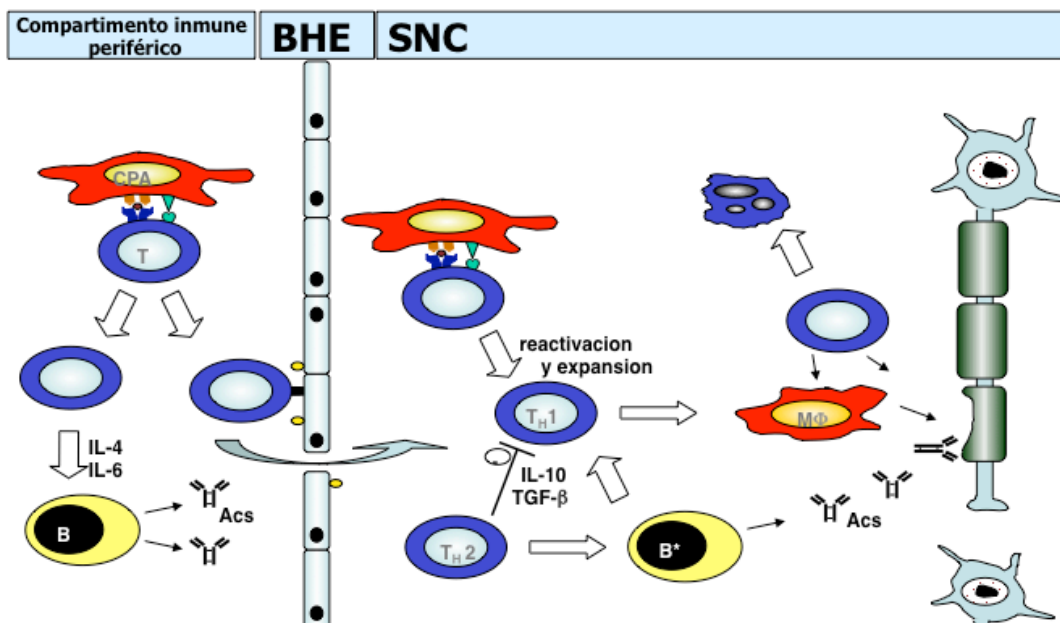 Compartimento inmune
periférico
BHE
SNC
CPA
T
IL-4
IL-6
B
Acs
reactivacion
y expansion
TH1
IL-10
TGF-β
TH2
B*
MΦ
Acs